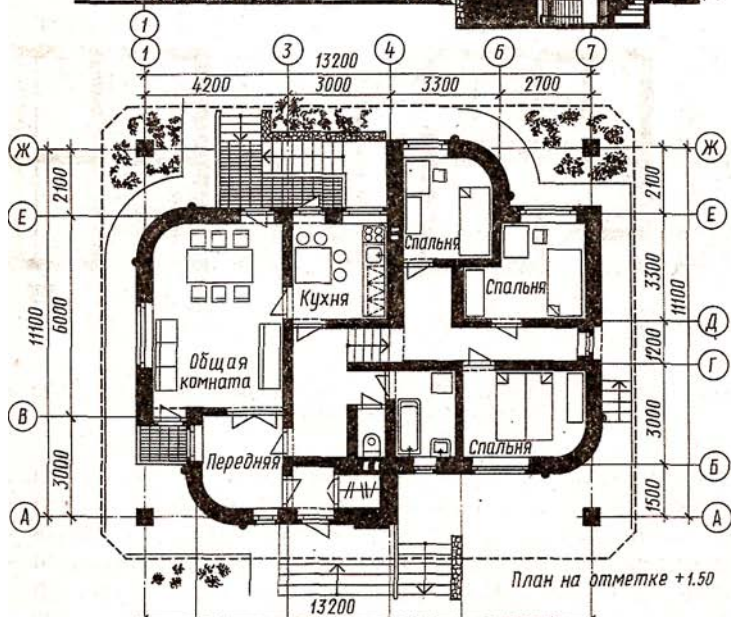 1
1 3 4 6 7
13200
4200 3000 3300 2700
Ж Ж
2100 2100
Е Е
Спальня
Спальня
Кухня
3300
11100 6000 11100
Д
Общая
комната
1200
Г
В
3000 3000
Передняя Спальня
Б
1500
А А
План на отметке +1.50
13200